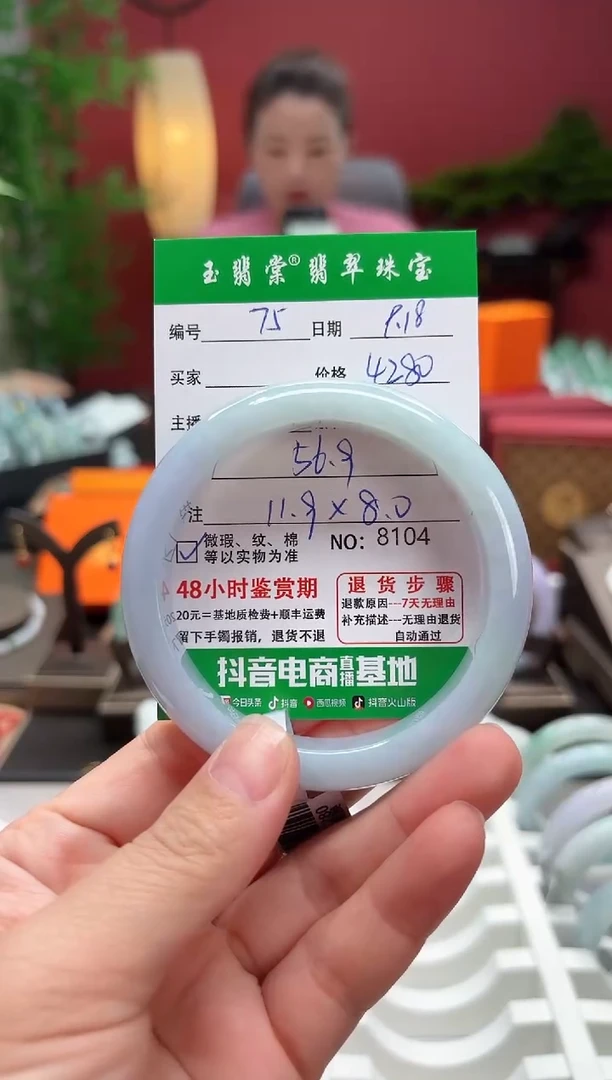 玉翡棠®翡翠珠宝
编号 75 日期 9.18
买家 价格 4280
主播
56.9
注 11.9×8.0
微瑕、纹、棉
等以实物为准
NO: 8104
48小时鉴赏期
20元=基地质检费+顺丰运费
留下手镯报销，退货不退
退货步骤
退款原因---7天无理由
补充描述---无理由退货
自动通过
抖音电商直播基地
今日头条 抖音 西瓜视频 抖音火山版